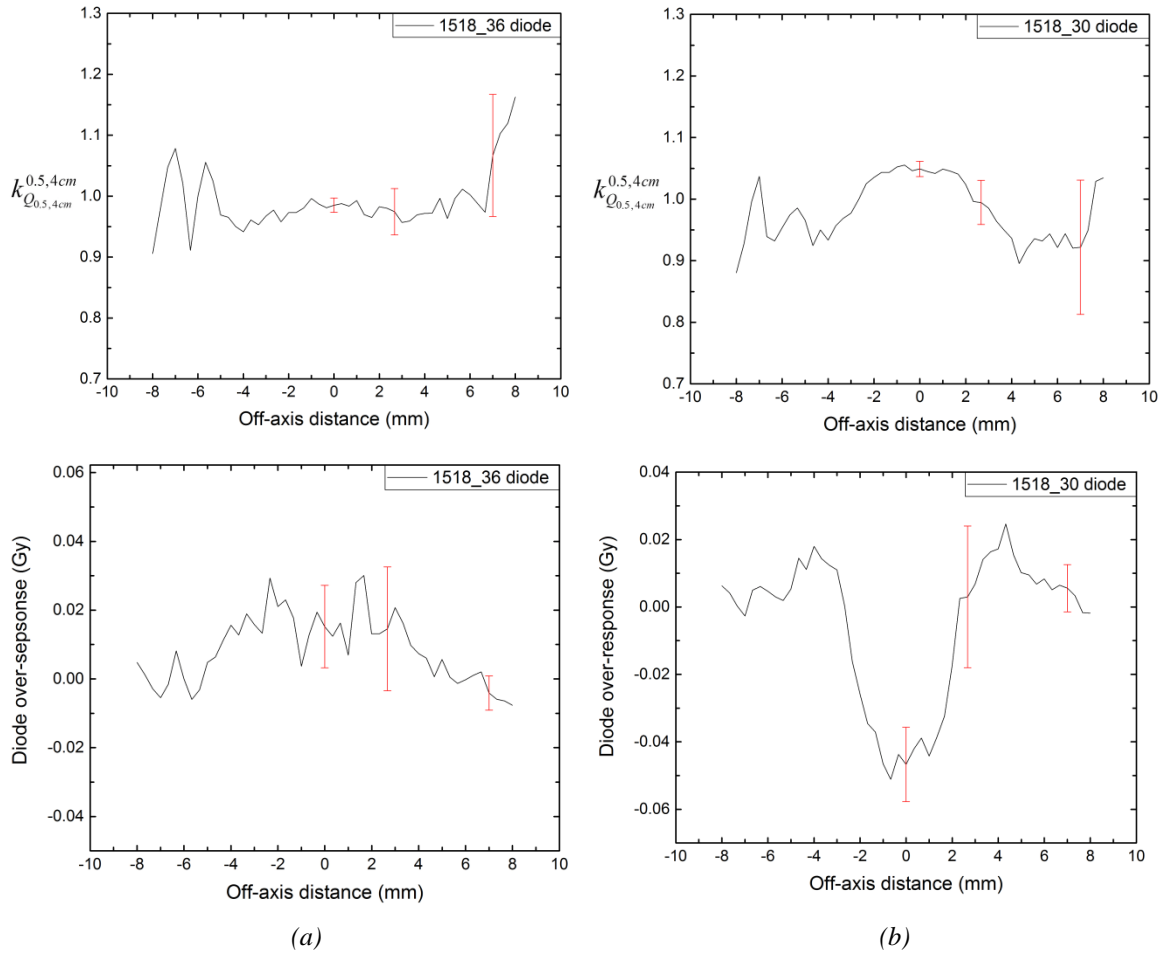 1.3
1.2
1.1
1.0
0.9
0.8
0.7
k_{Q_{0.5,4cm}}^{0.5,4cm}
1518_36 diode
-10 -8 -6 -4 -2 0 2 4 6 8 10
Off-axis distance (mm)
1.3
1.2
1.1
1.0
0.9
0.8
0.7
k_{Q_{0.5,4cm}}^{0.5,4cm}
1518_30 diode
-10 -8 -6 -4 -2 0 2 4 6 8 10
Off-axis distance (mm)
0.06
0.04
0.02
0.00
-0.02
-0.04
Diode over-sepsonse (Gy)
1518_36 diode
-10 -8 -6 -4 -2 0 2 4 6 8 10
Off-axis distance (mm)
(a)
0.04
0.02
0.00
-0.02
-0.04
-0.06
Diode over-response (Gy)
1518_30 diode
-10 -8 -6 -4 -2 0 2 4 6 8 10
Off-axis distance (mm)
(b)